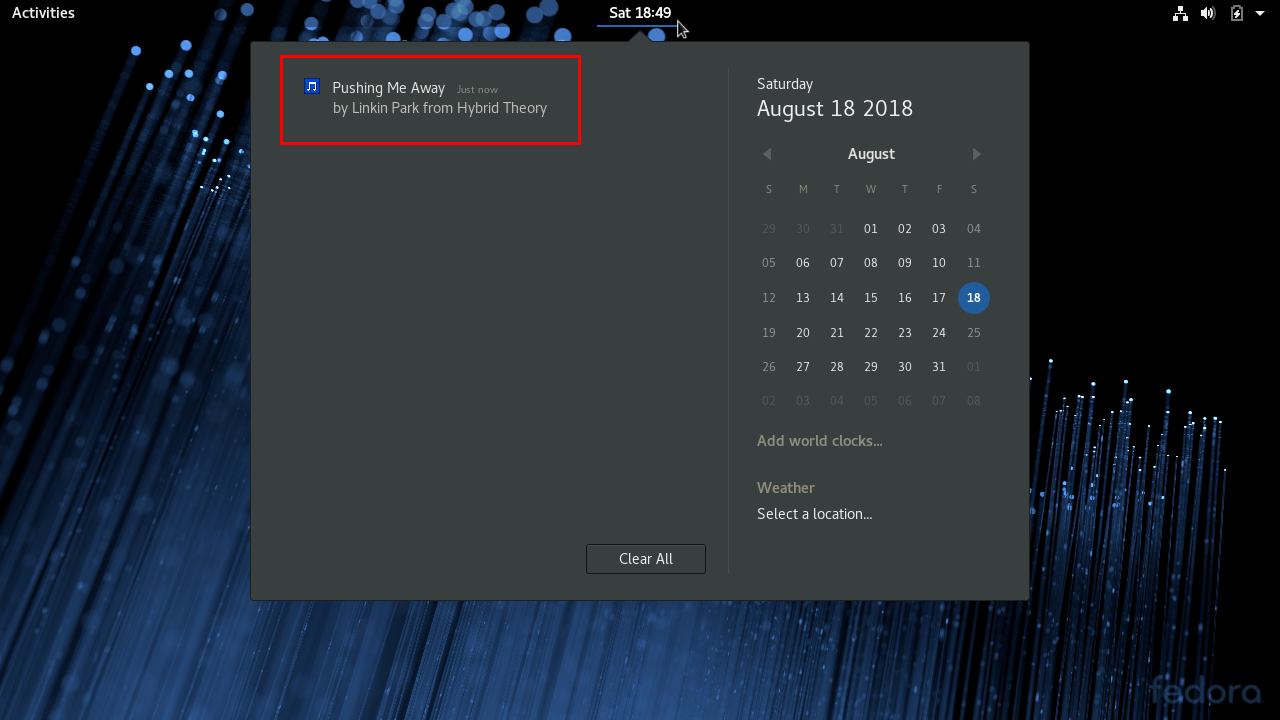 Activities
Sat 18:49
Pushing Me Away Just now
by Linkin Park from Hybrid Theory
Clear All
Saturday
August 18 2018
August
S M T W T F S
29 30 31 01 02 03 04
05 06 07 08 09 10 11
12 13 14 15 16 17 18
19 20 21 22 23 24 25
26 27 28 29 30 31 01
02 03 04 05 06 07 08
Add world clocks...
Weather
Select a location...
fedora